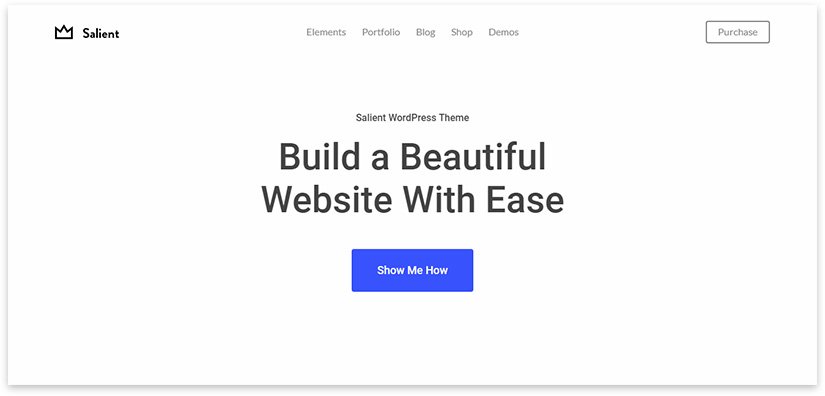 Salient
Elements Portfolio Blog Shop Demos
Purchase
Salient WordPress Theme
Build a Beautiful
Website With Ease
Show Me How